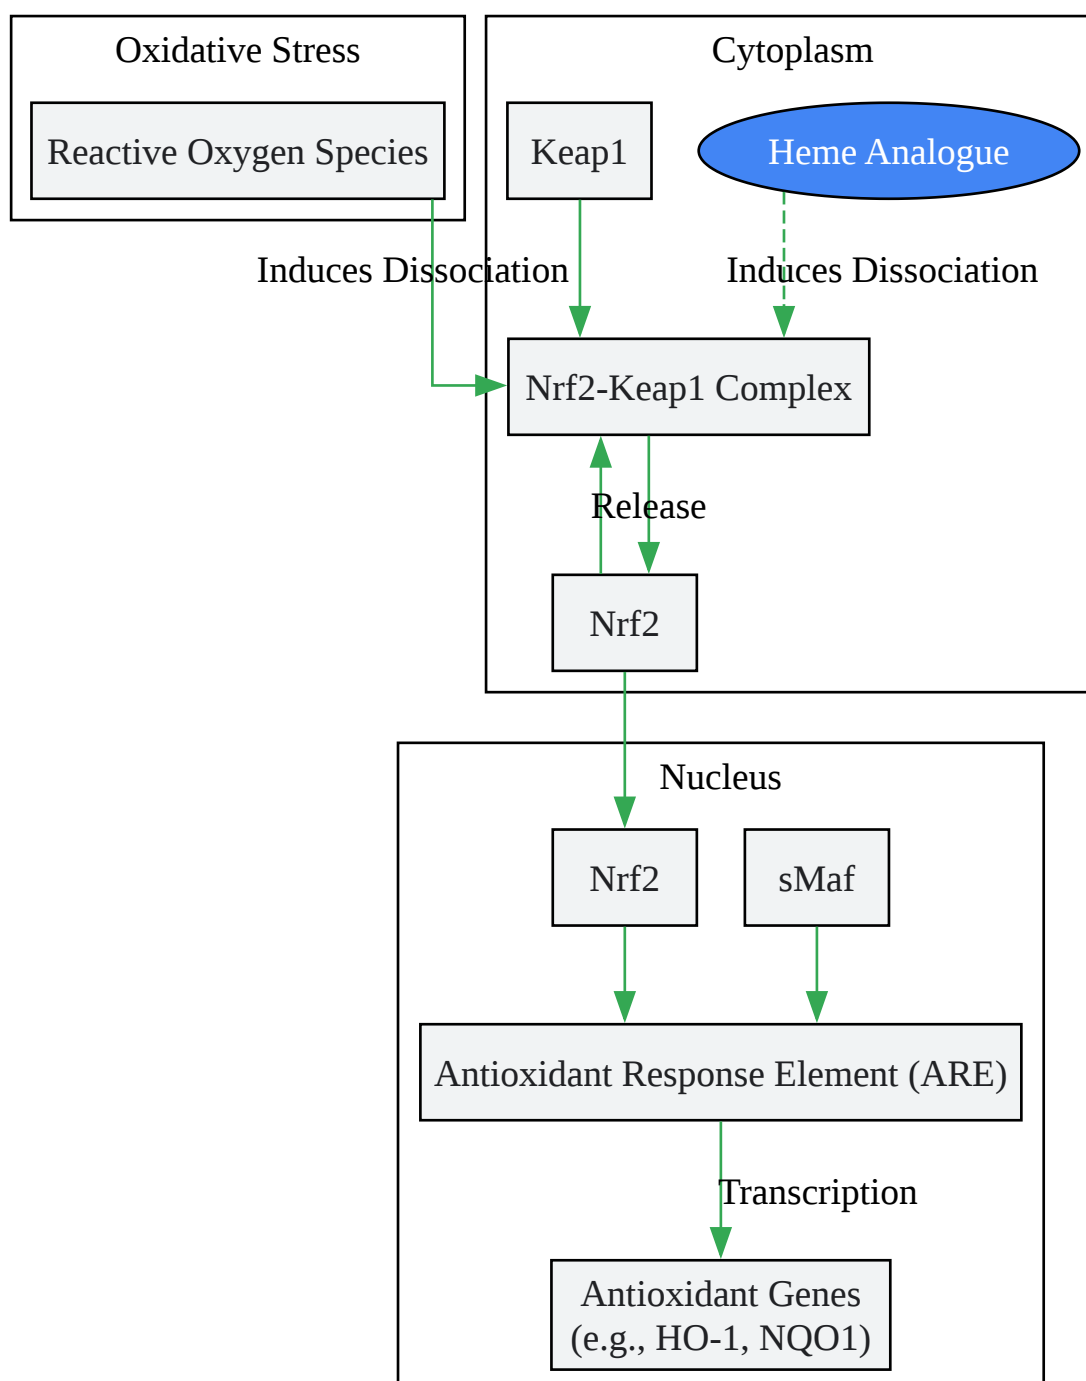 Oxidative Stress
Cytoplasm
Reactive Oxygen Species
Keap1
Heme Analogue
Induces Dissociation
Induces Dissociation
Nrf2-Keap1 Complex
Release
Nrf2
Nucleus
Nrf2
sMaf
Antioxidant Response Element (ARE)
Transcription
Antioxidant Genes
(e.g., HO-1, NQO1)